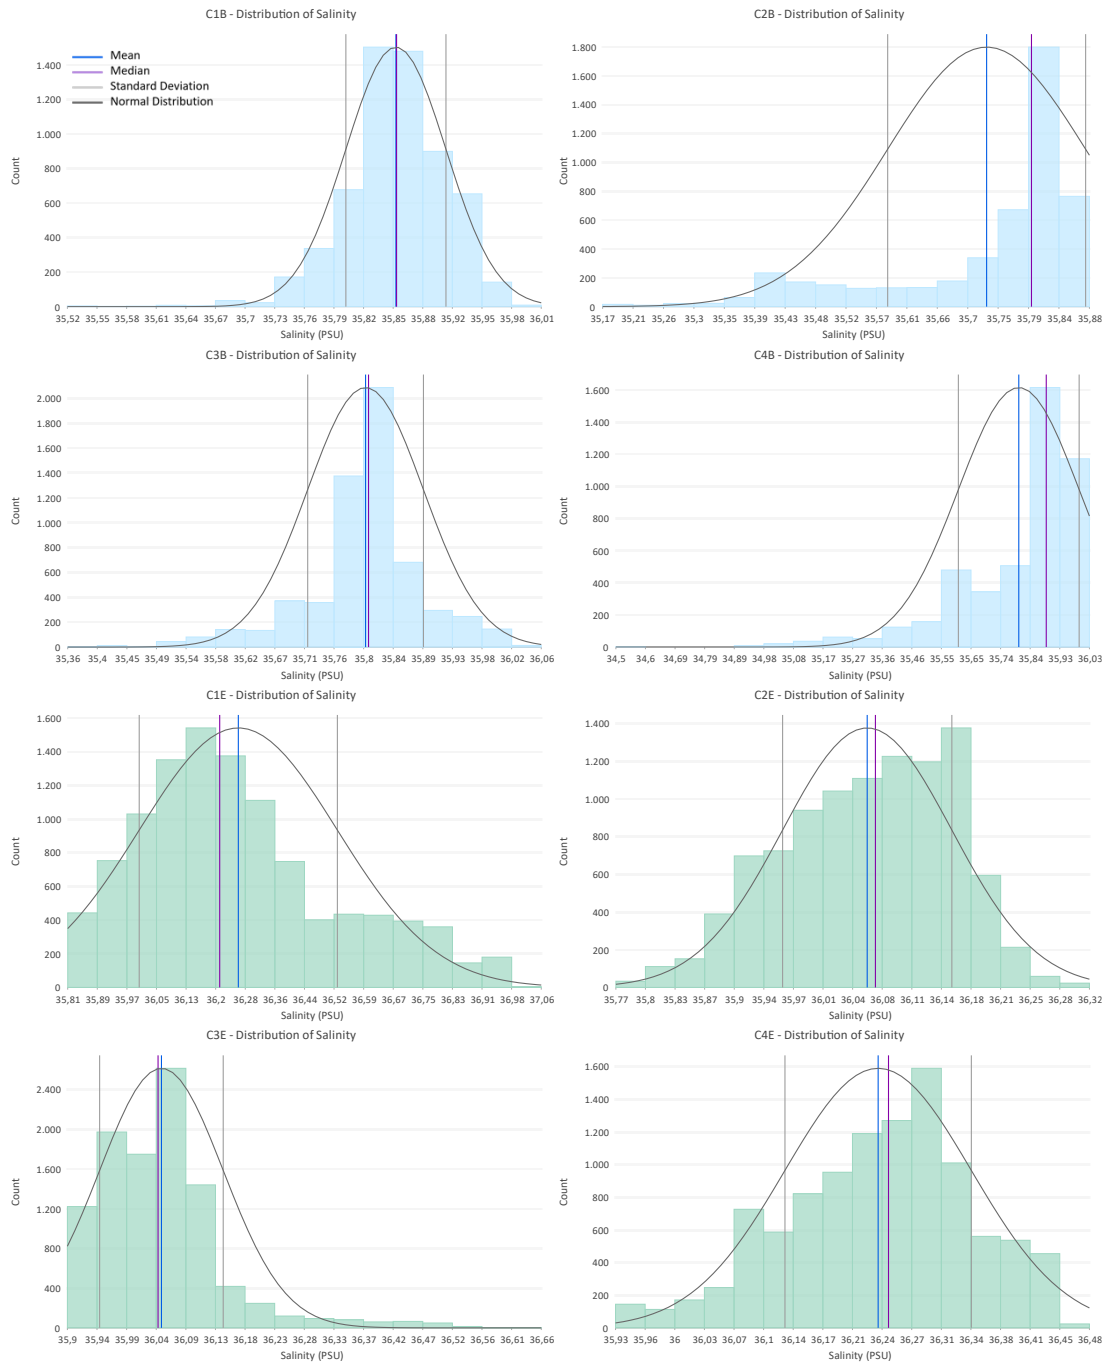 C1B - Distribution of Salinity
Mean
Median
Standard Deviation
Normal Distribution
1.400
1.200
1.000
800
600
400
200
0
Count
35,52 35,55 35,58 35,61 35,64 35,67 35,7 35,73 35,76 35,79 35,82 35,85 35,88 35,92 35,95 35,98 36,01
Salinity (PSU)
C2B - Distribution of Salinity
1.800
1.600
1.400
1.200
1.000
800
600
400
200
0
Count
35,17 35,21 35,26 35,3 35,35 35,39 35,43 35,48 35,52 35,57 35,61 35,66 35,7 35,75 35,79 35,84 35,88
Salinity (PSU)
C3B - Distribution of Salinity
2.000
1.800
1.600
1.400
1.200
1.000
800
600
400
200
0
Count
35,36 35,4 35,45 35,49 35,54 35,58 35,62 35,67 35,71 35,76 35,8 35,84 35,89 35,93 35,98 36,02 36,06
Salinity (PSU)
C4B - Distribution of Salinity
1.600
1.400
1.200
1.000
800
600
400
200
0
Count
34,5 34,6 34,69 34,79 34,89 34,98 35,08 35,17 35,27 35,36 35,46 35,55 35,65 35,74 35,84 35,93 36,03
Salinity (PSU)
C1E - Distribution of Salinity
1.600
1.400
1.200
1.000
800
600
400
200
0
Count
35,81 35,89 35,97 36,05 36,13 36,2 36,28 36,36 36,44 36,52 36,59 36,67 36,75 36,83 36,91 36,98 37,06
Salinity (PSU)
C2E - Distribution of Salinity
1.400
1.200
1.000
800
600
400
200
0
Count
35,77 35,8 35,83 35,87 35,9 35,94 35,97 36,01 36,04 36,08 36,11 36,14 36,18 36,21 36,25 36,28 36,32
Salinity (PSU)
C3E - Distribution of Salinity
2.400
2.000
1.600
1.200
800
400
0
Count
35,9 35,94 35,99 36,04 36,09 36,13 36,18 36,23 36,28 36,33 36,37 36,42 36,47 36,52 36,56 36,61 36,66
Salinity (PSU)
C4E - Distribution of Salinity
1.600
1.400
1.200
1.000
800
600
400
200
0
Count
35,93 35,96 36 36,03 36,07 36,1 36,14 36,17 36,21 36,24 36,27 36,31 36,34 36,38 36,41 36,45 36,48
Salinity (PSU)